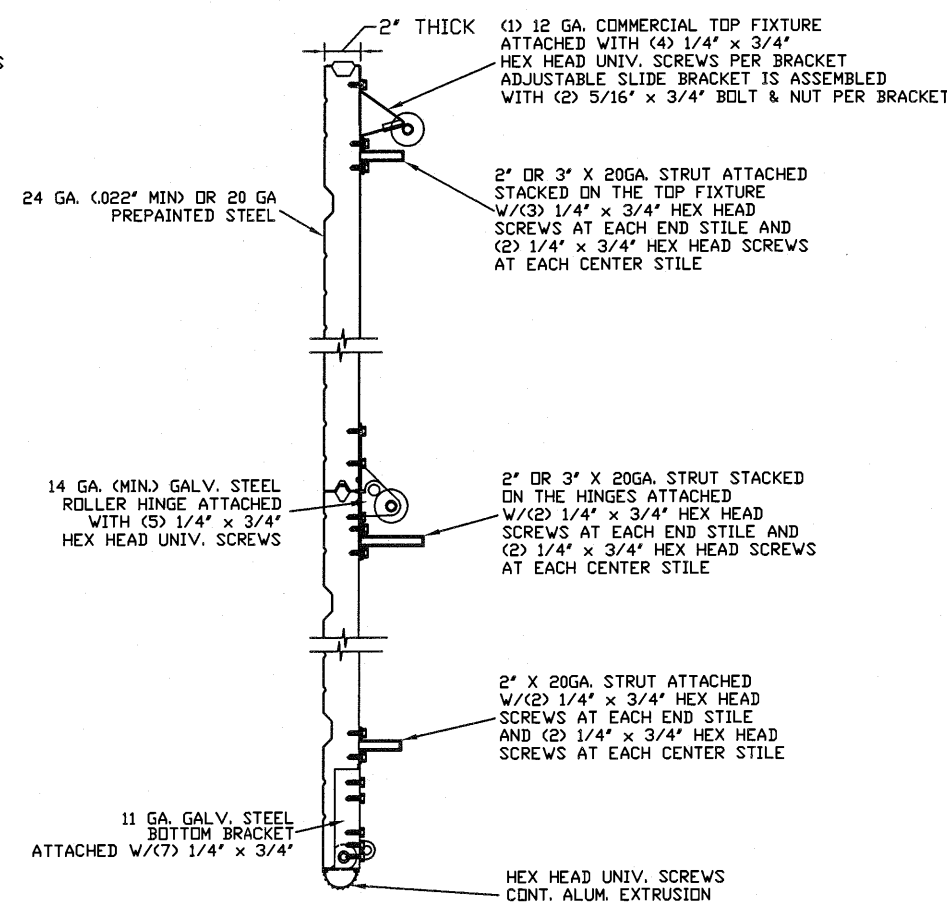 S
2" THICK
(1) 12 GA. COMMERCIAL TOP FIXTURE
ATTACHED WITH (4) 1/4" x 3/4"
HEX HEAD UNIV. SCREWS PER BRACKET
ADJUSTABLE SLIDE BRACKET IS ASSEMBLED
WITH (2) 5/16" x 3/4" BOLT & NUT PER BRACKET
24 GA. (.022" MIN) OR 20 GA
PREPAINTED STEEL
2" OR 3" X 20GA. STRUT ATTACHED
STACKED ON THE TOP FIXTURE
W/(3) 1/4" x 3/4" HEX HEAD
SCREWS AT EACH END STILE AND
(2) 1/4" x 3/4" HEX HEAD SCREWS
AT EACH CENTER STILE
14 GA. (MIN.) GALV. STEEL
ROLLER HINGE ATTACHED
WITH (5) 1/4" x 3/4"
HEX HEAD UNIV. SCREWS
2" OR 3" X 20GA. STRUT STACKED
ON THE HINGES ATTACHED
W/(2) 1/4" x 3/4" HEX HEAD
SCREWS AT EACH END STILE AND
(2) 1/4" x 3/4" HEX HEAD SCREWS
AT EACH CENTER STILE
2" X 20GA. STRUT ATTACHED
W/(2) 1/4" x 3/4" HEX HEAD
SCREWS AT EACH END STILE
AND (2) 1/4" x 3/4" HEX HEAD
SCREWS AT EACH CENTER STILE
11 GA. GALV. STEEL
BOTTOM BRACKET
ATTACHED W/(7) 1/4" x 3/4"
HEX HEAD UNIV. SCREWS
CONT. ALUM. EXTRUSION